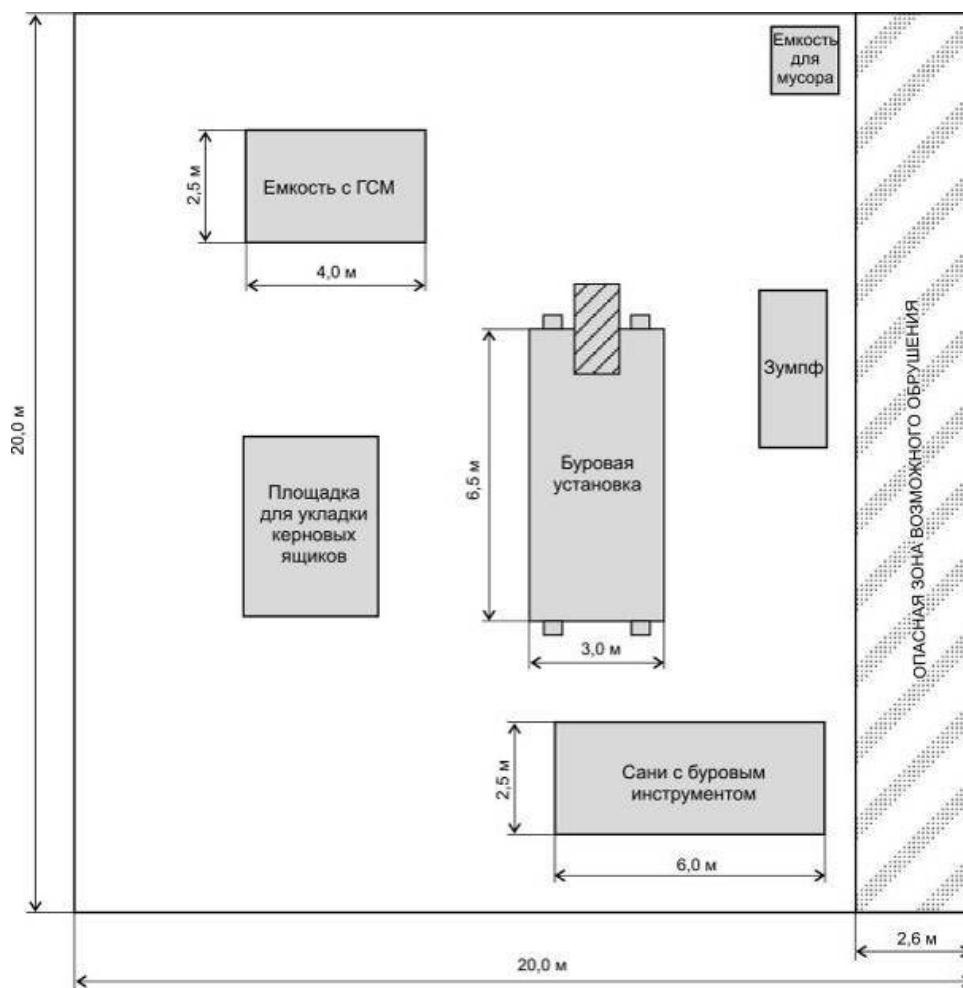 Емкость
для
мусора
2,5 м
Емкость с ГСМ
4,0 м
20,0 м
Зумпф
ОПАСНАЯ ЗОНА ВОЗМОЖНОГО ОБРУШЕНИЯ
Площадка
для укладки
керновых
ящиков
6,5 м
Буровая
установка
3,0 м
2,5 м
Сани с буровым
инструментом
6,0 м
2,6 м
20,0 м